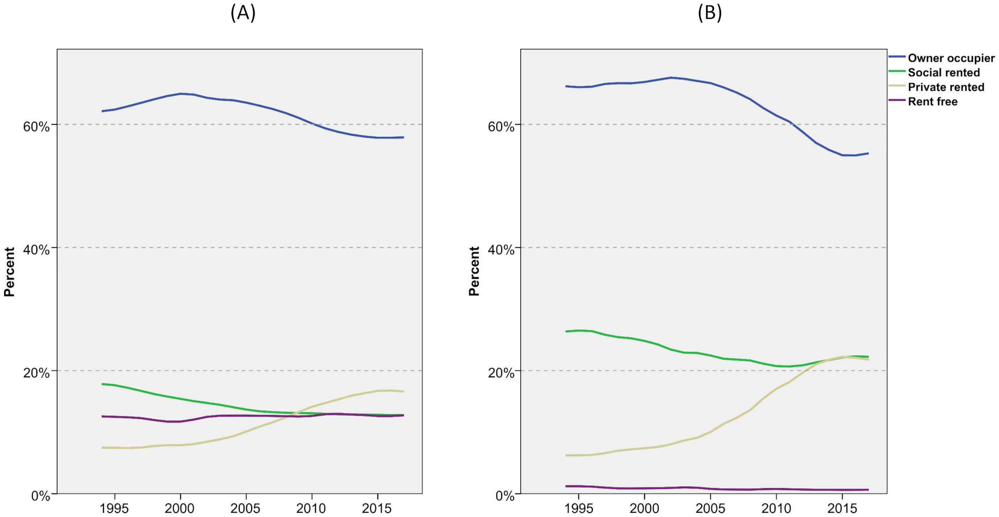 (A)
(B)
Owner occupier
Social rented
Private rented
Rent free
60%
40%
20%
0%
Percent
1995 2000 2005 2010 2015
60%
40%
20%
0%
Percent
1995 2000 2005 2010 2015